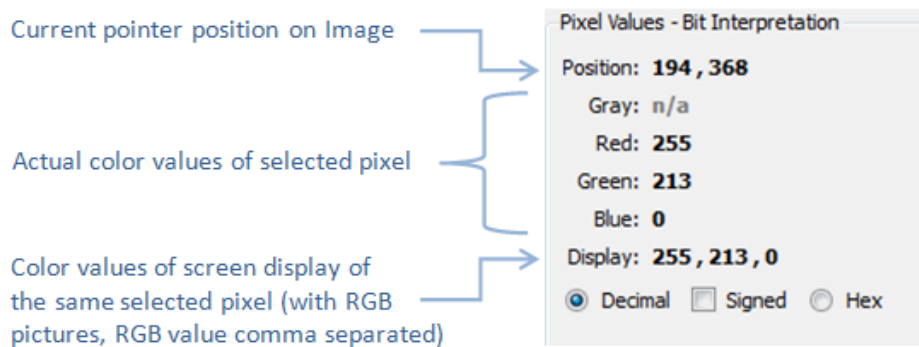 Current pointer position on Image
Actual color values of selected pixel
Color values of screen display of
the same selected pixel (with RGB
pictures, RGB value comma separated)
Pixel Values - Bit Interpretation
Position: 194 , 368
Gray: n/a
Red: 255
Green: 213
Blue: 0
Display: 255 , 213 , 0
Decimal Signed Hex